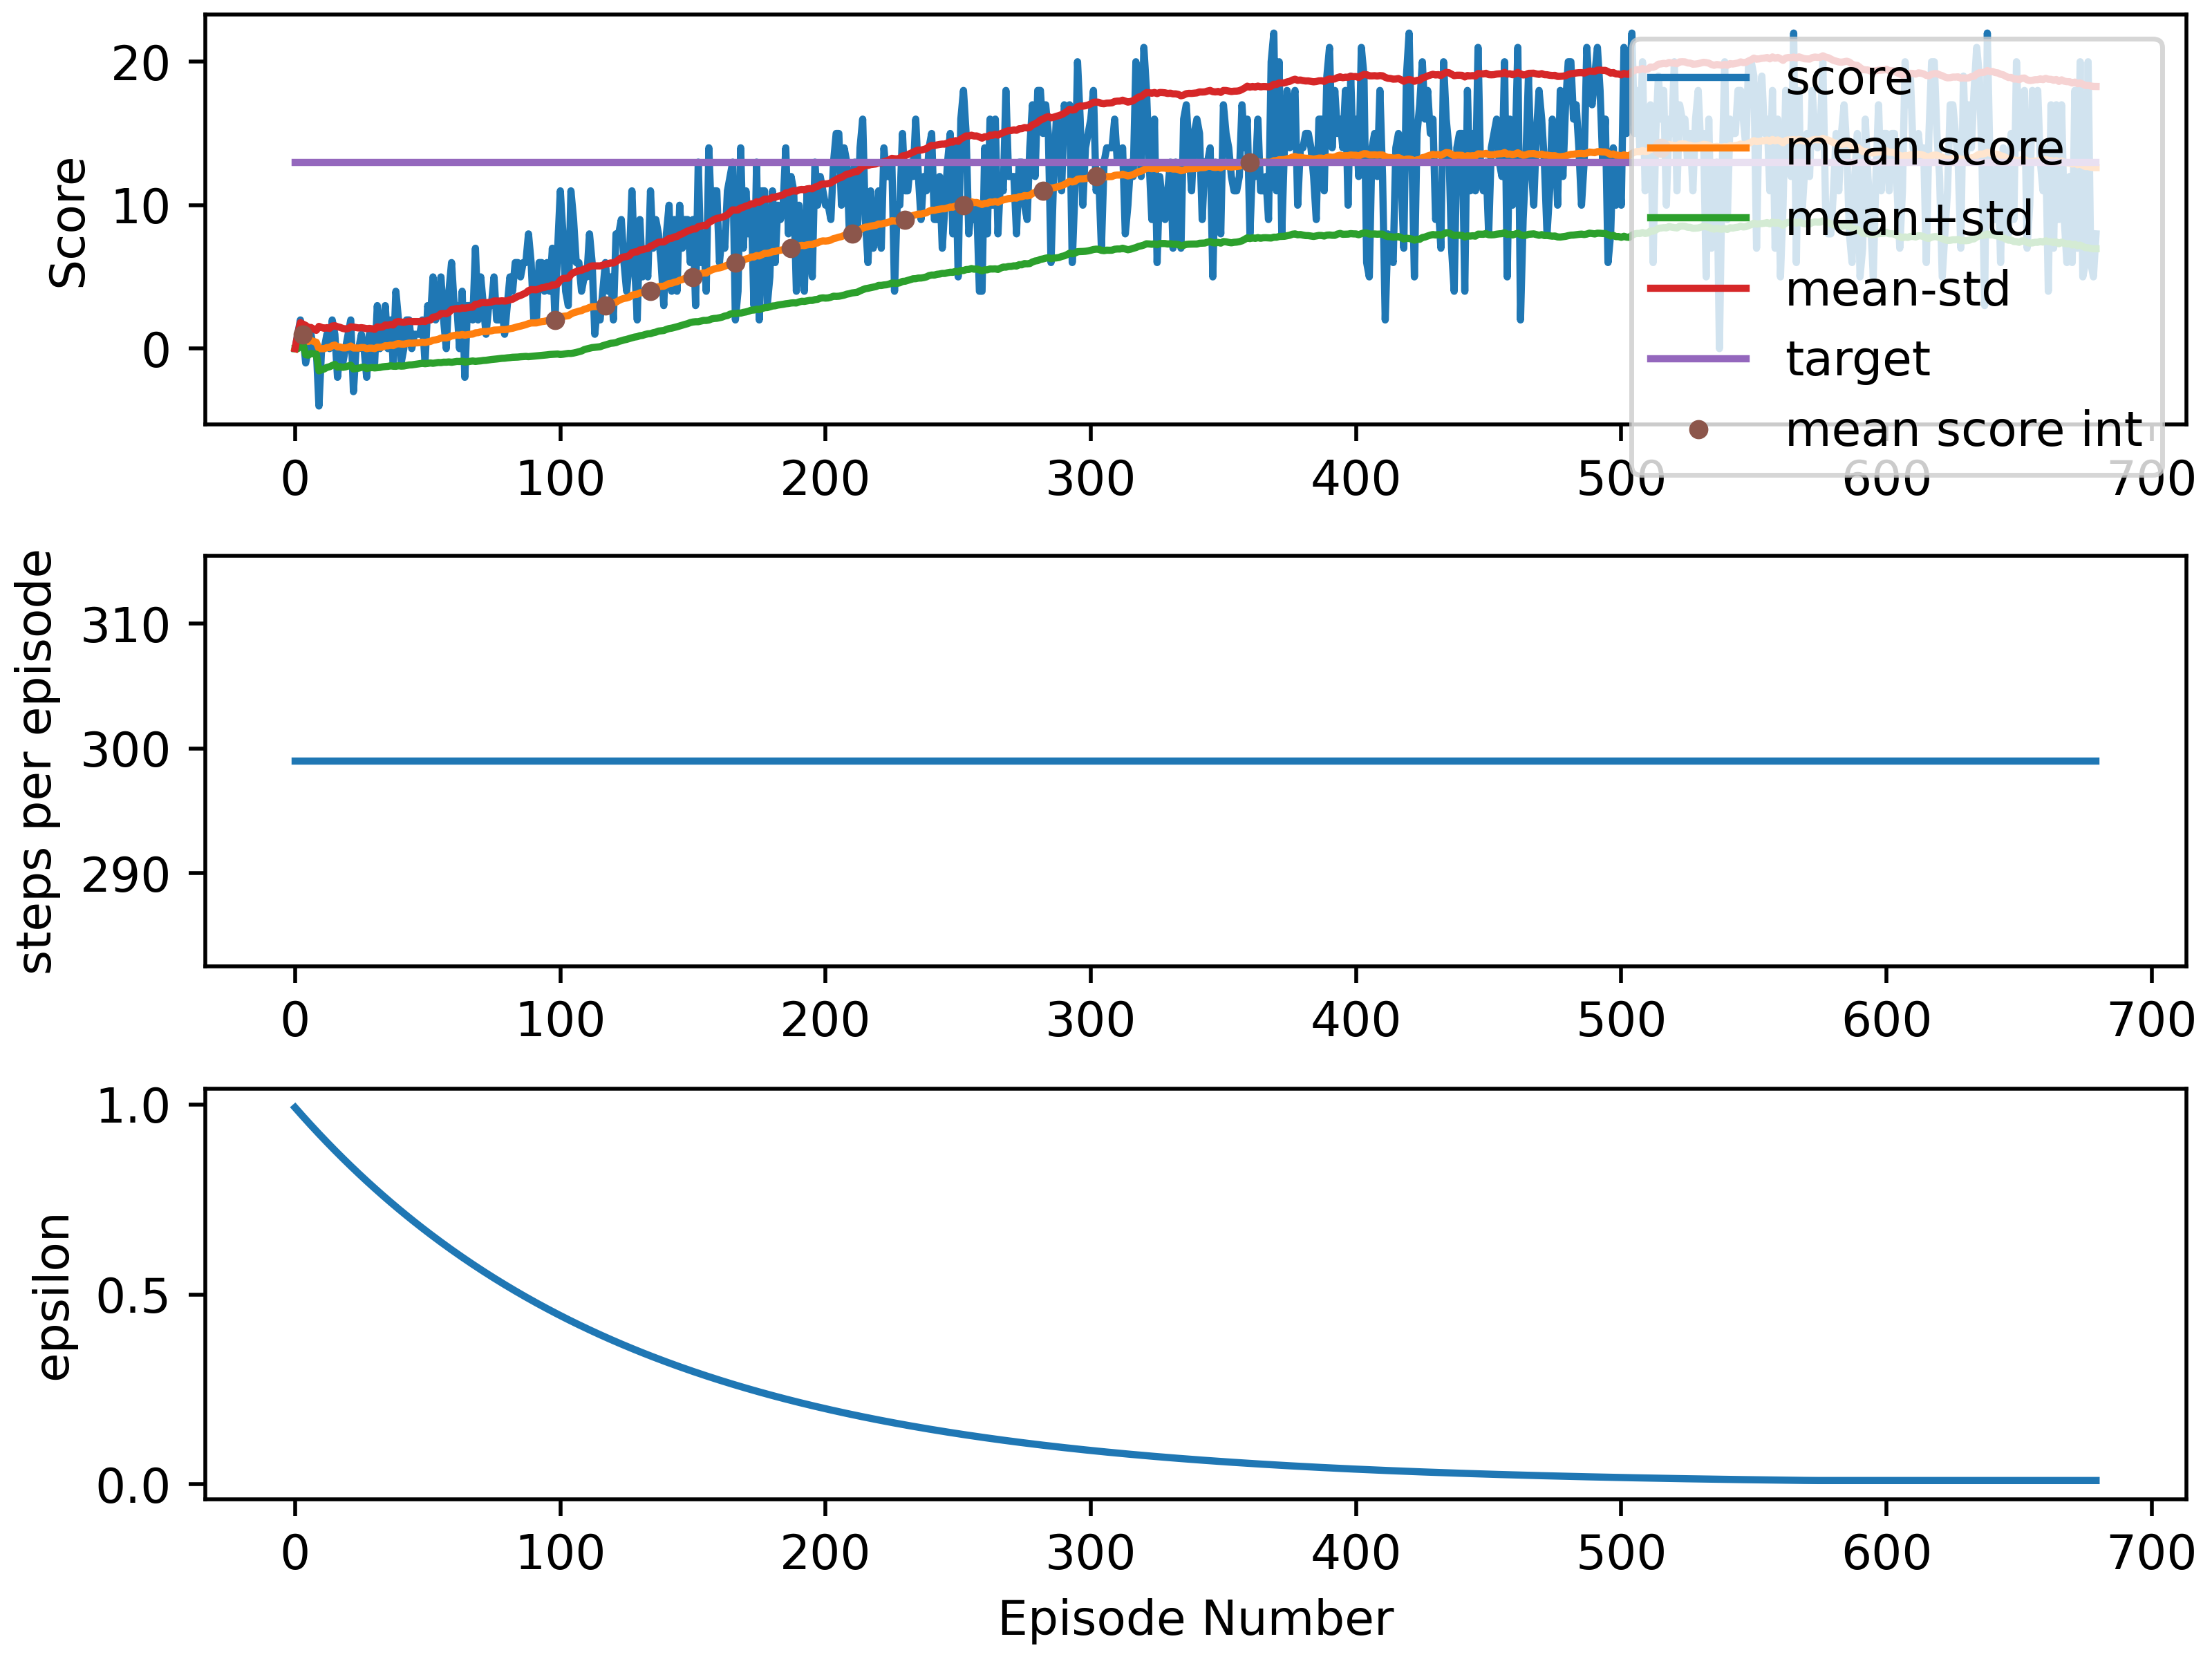 Score
20
10
0
score
mean score
mean+std
mean-std
target
mean score int
0 100 200 300 400 500 600 700
steps per episode
310
300
290
0 100 200 300 400 500 600 700
epsilon
1.0
0.5
0.0
0 100 200 300 400 500 600 700
Episode Number